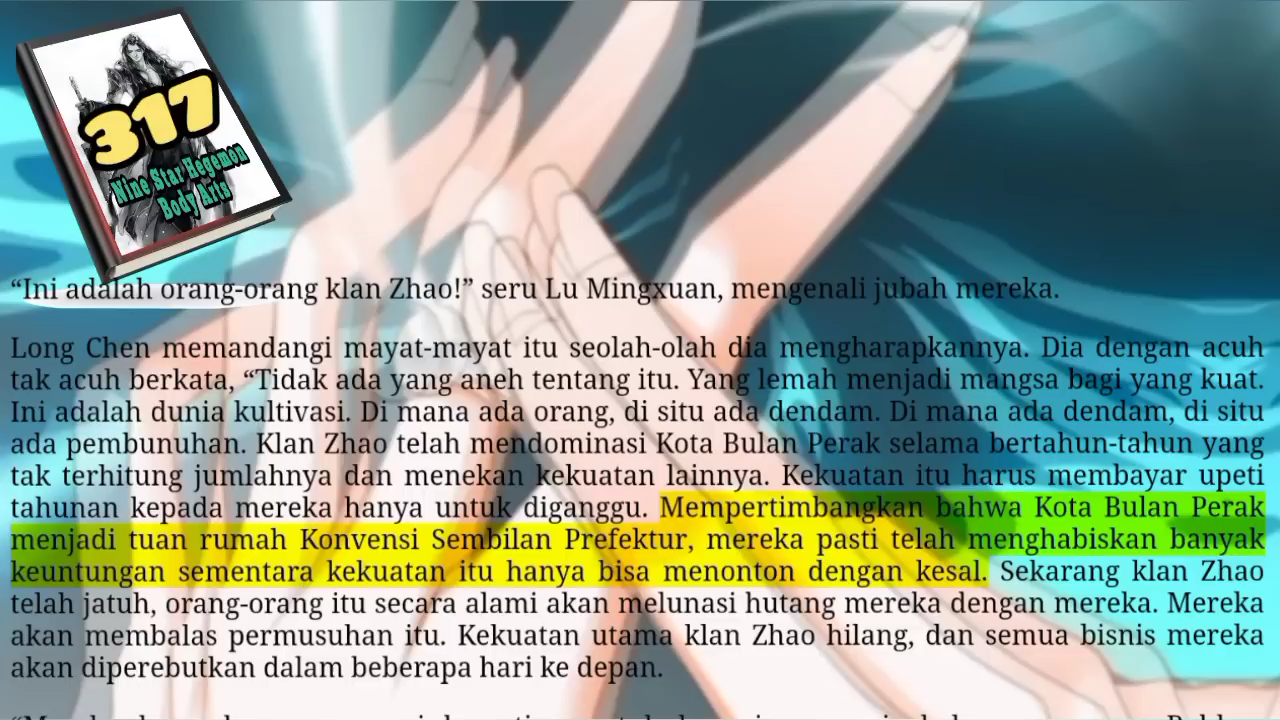 317
Nine Star Hegemon
Body Arts
“Ini adalah orang-orang klan Zhao!” seru Lu Mingxuan, mengenali jubah mereka.
Long Chen memandangi mayat-mayat itu seolah-olah dia mengharapkannya. Dia dengan acuh
tak acuh berkata, “Tidak ada yang aneh tentang itu. Yang lemah menjadi mangsa bagi yang kuat.
Ini adalah dunia kultivasi. Di mana ada orang, di situ ada dendam. Di mana ada dendam, di situ
ada pembunuhan. Klan Zhao telah mendominasi Kota Bulan Perak selama bertahun-tahun yang
tak terhitung jumlahnya dan menekan kekuatan lainnya. Kekuatan itu harus membayar upeti
tahunan kepada mereka hanya untuk diganggu. Mempertimbangkan bahwa Kota Bulan Perak
menjadi tuan rumah Konvensi Sembilan Prefektur, mereka pasti telah menghabiskan banyak
keuntungan sementara kekuatan itu hanya bisa menonton dengan kesal. Sekarang klan Zhao
telah jatuh, orang-orang itu secara alami akan melunasi hutang mereka dengan mereka. Mereka
akan membalas permusuhan itu. Kekuatan utama klan Zhao hilang, dan semua bisnis mereka
akan diperebutkan dalam beberapa hari ke depan.